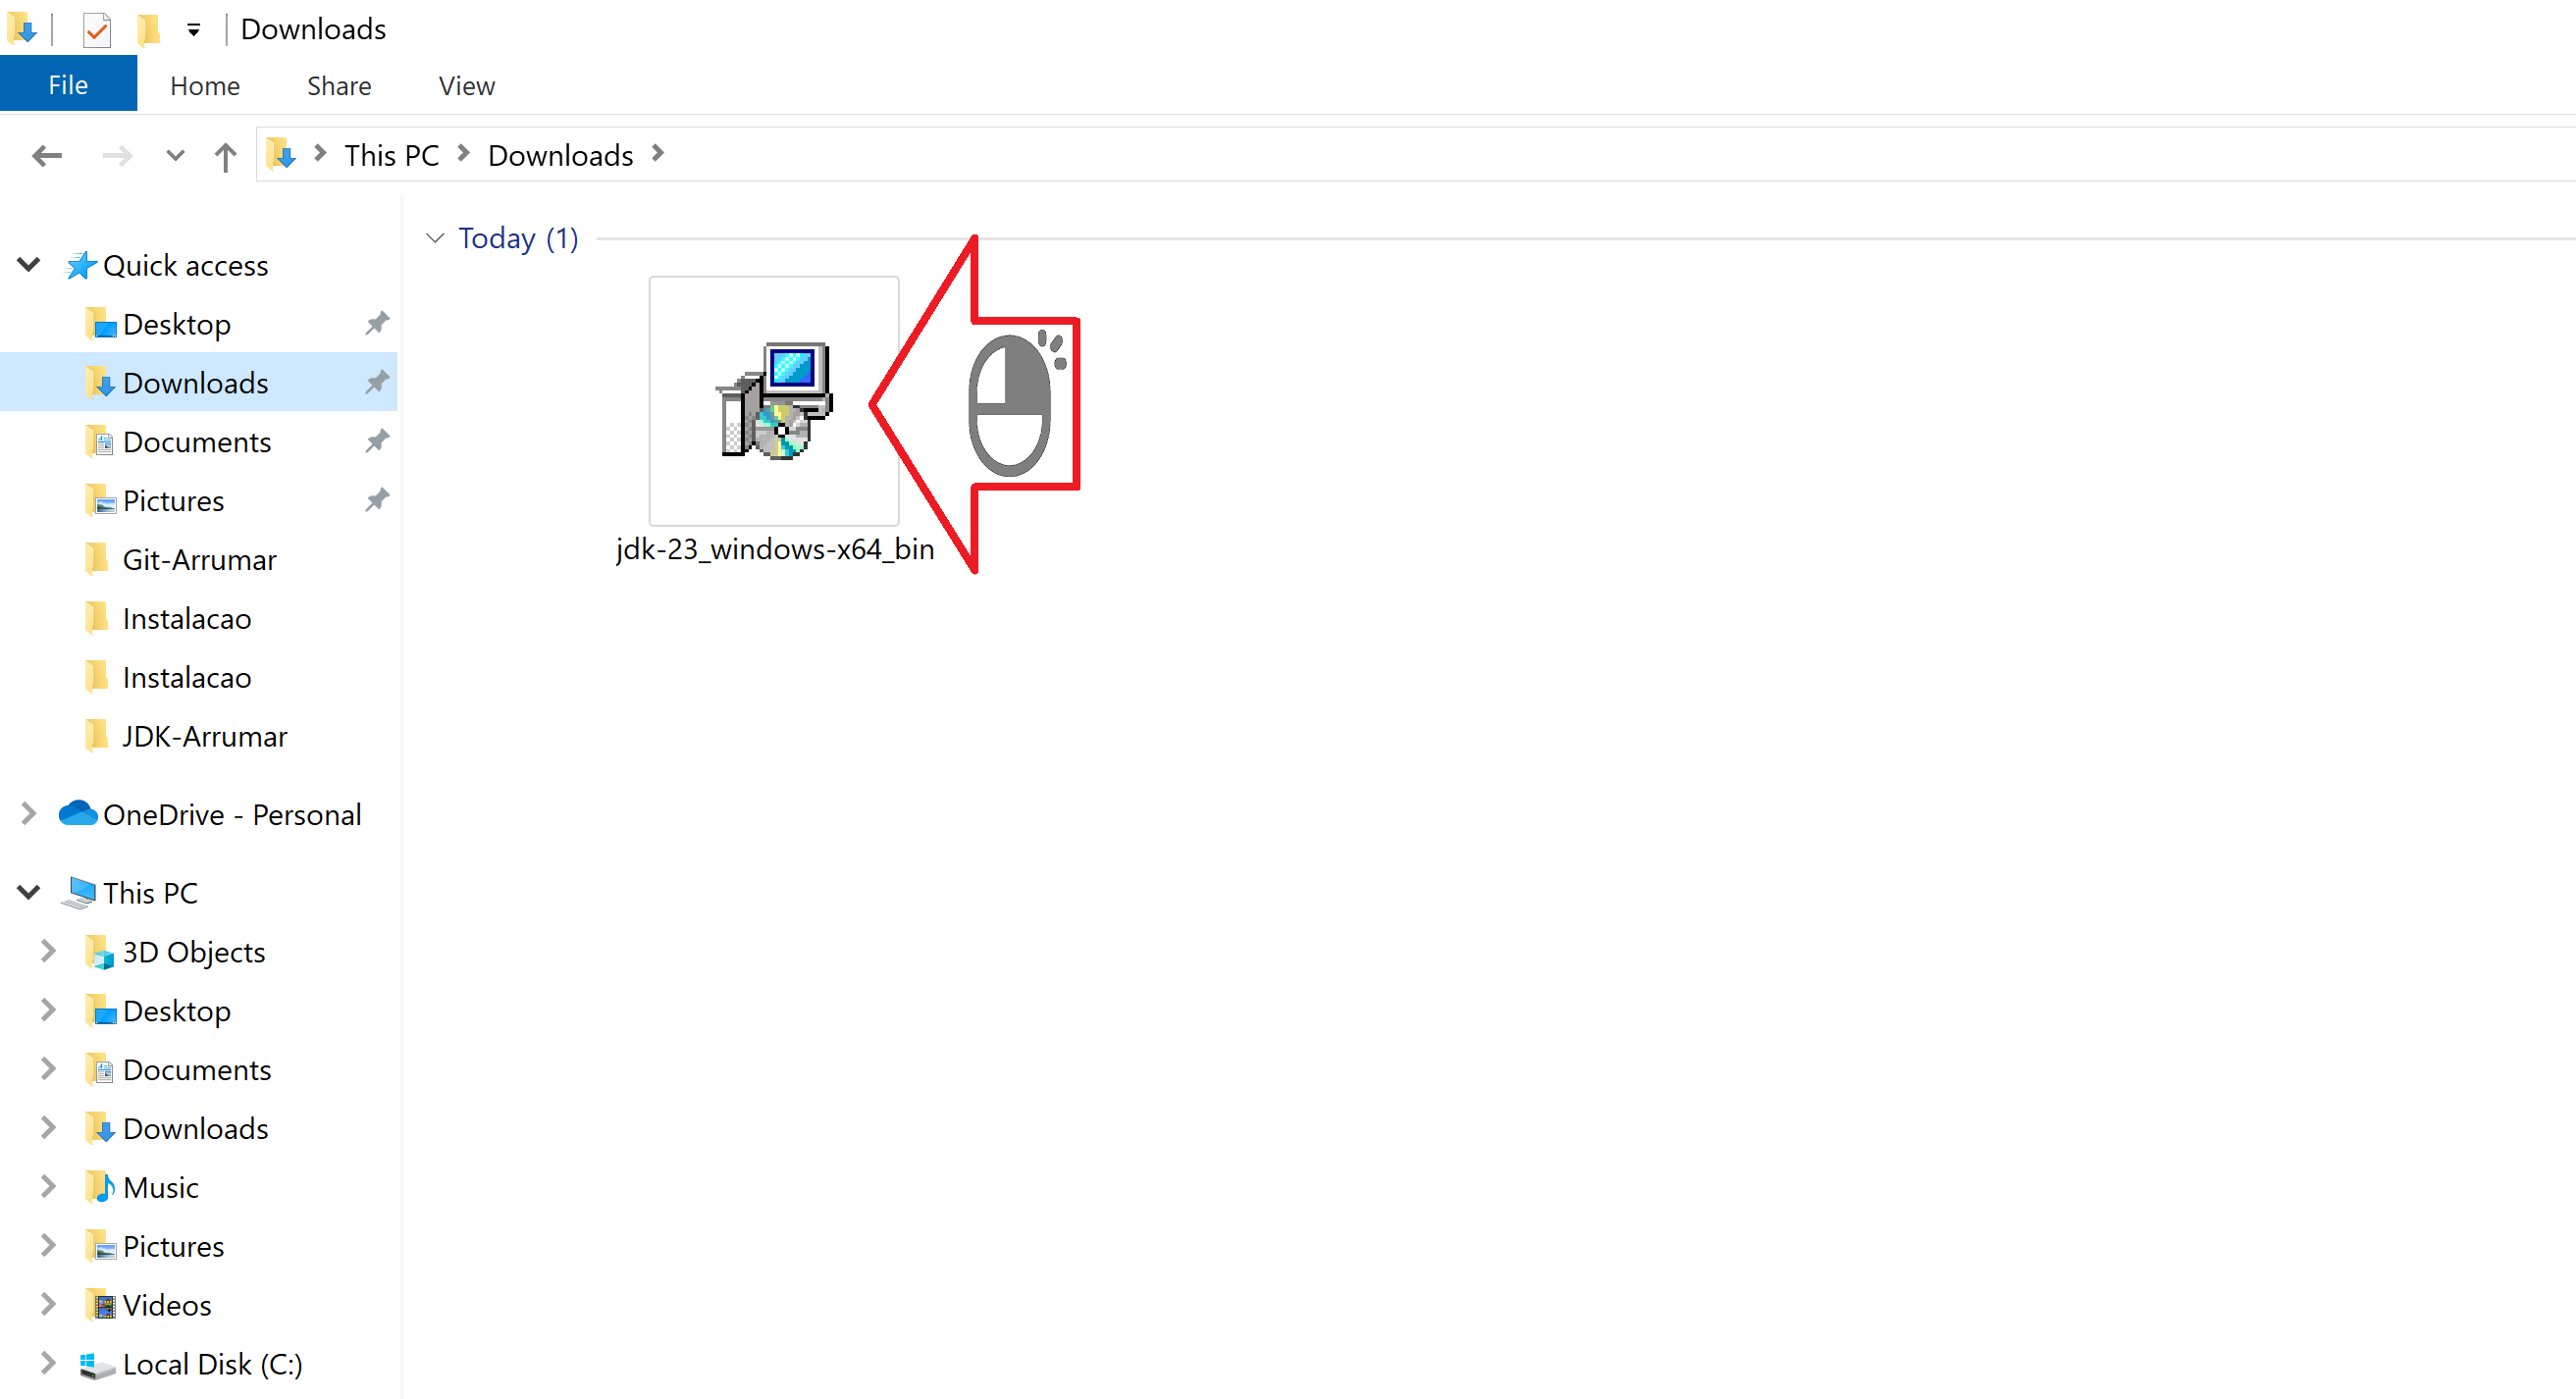 Downloads
File Home Share View
This PC Downloads
Today (1)
jdk-23_windows-x64_bin
Quick access
Desktop
Downloads
Documents
Pictures
Git-Arrumar
Instalacao
Instalacao
JDK-Arrumar
OneDrive - Personal
This PC
3D Objects
Desktop
Documents
Downloads
Music
Pictures
Videos
Local Disk (C:)